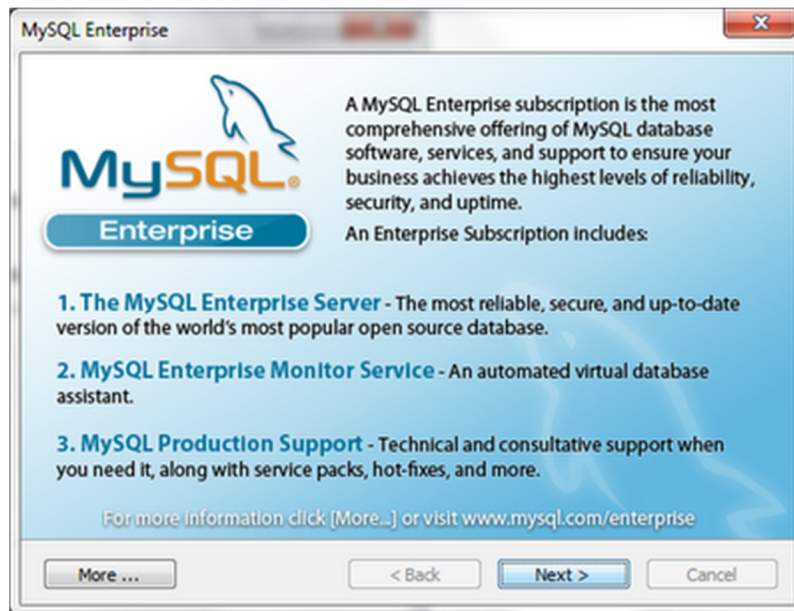 MySQL Enterprise
MySQL®
Enterprise
A MySQL Enterprise subscription is the most
comprehensive offering of MySQL database
software, services, and support to ensure your
business achieves the highest levels of reliability,
security, and uptime.
An Enterprise Subscription includes:
1. The MySQL Enterprise Server - The most reliable, secure, and up-to-date
version of the world's most popular open source database.
2. MySQL Enterprise Monitor Service - An automated virtual database
assistant.
3. MySQL Production Support - Technical and consultative support when
you need it, along with service packs, hot-fixes, and more.
For more information click [More...] or visit www.mysql.com/enterprise
More ... < Back Next > Cancel